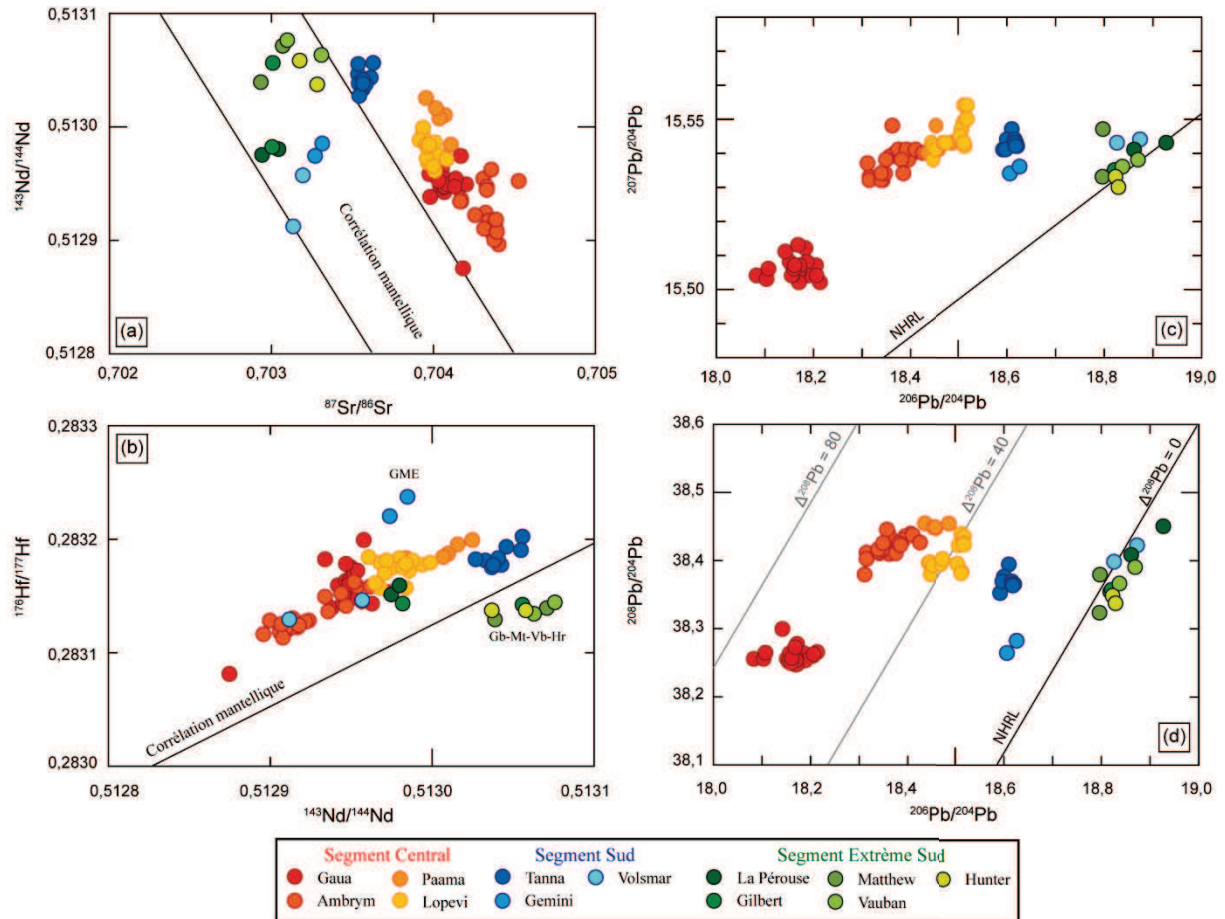 0,5131
0,5130
0,5129
0,5128
143Nd/144Nd
Corrélation mantellique
(a)
0,702
0,703
0,704
0,705
87Sr/86Sr
15,55
15,50
207Pb/204Pb
NHRL
(c)
18,0
18,2
18,4
18,6
18,8
19,0
206Pb/204Pb
0,2833
0,2832
0,2831
0,2830
176Hf/177Hf
(b)
GME
Gb-Mt-Vb-Hr
Corrélation mantellique
0,5128
0,5129
0,5130
0,5131
143Nd/144Nd
38,6
38,5
38,4
38,3
38,2
38,1
208Pb/204Pb
Δ208Pb = 80
Δ208Pb = 40
Δ208Pb = 0
NHRL
(d)
18,0
18,2
18,4
18,6
18,8
19,0
206Pb/204Pb
Segment Central
Segment Sud
Segment Extrême Sud
Gaua
Paama
Tanna
Volsmar
La Pérouse
Matthew
Hunter
Ambrym
Lopevi
Gemini
Gilbert
Vauban